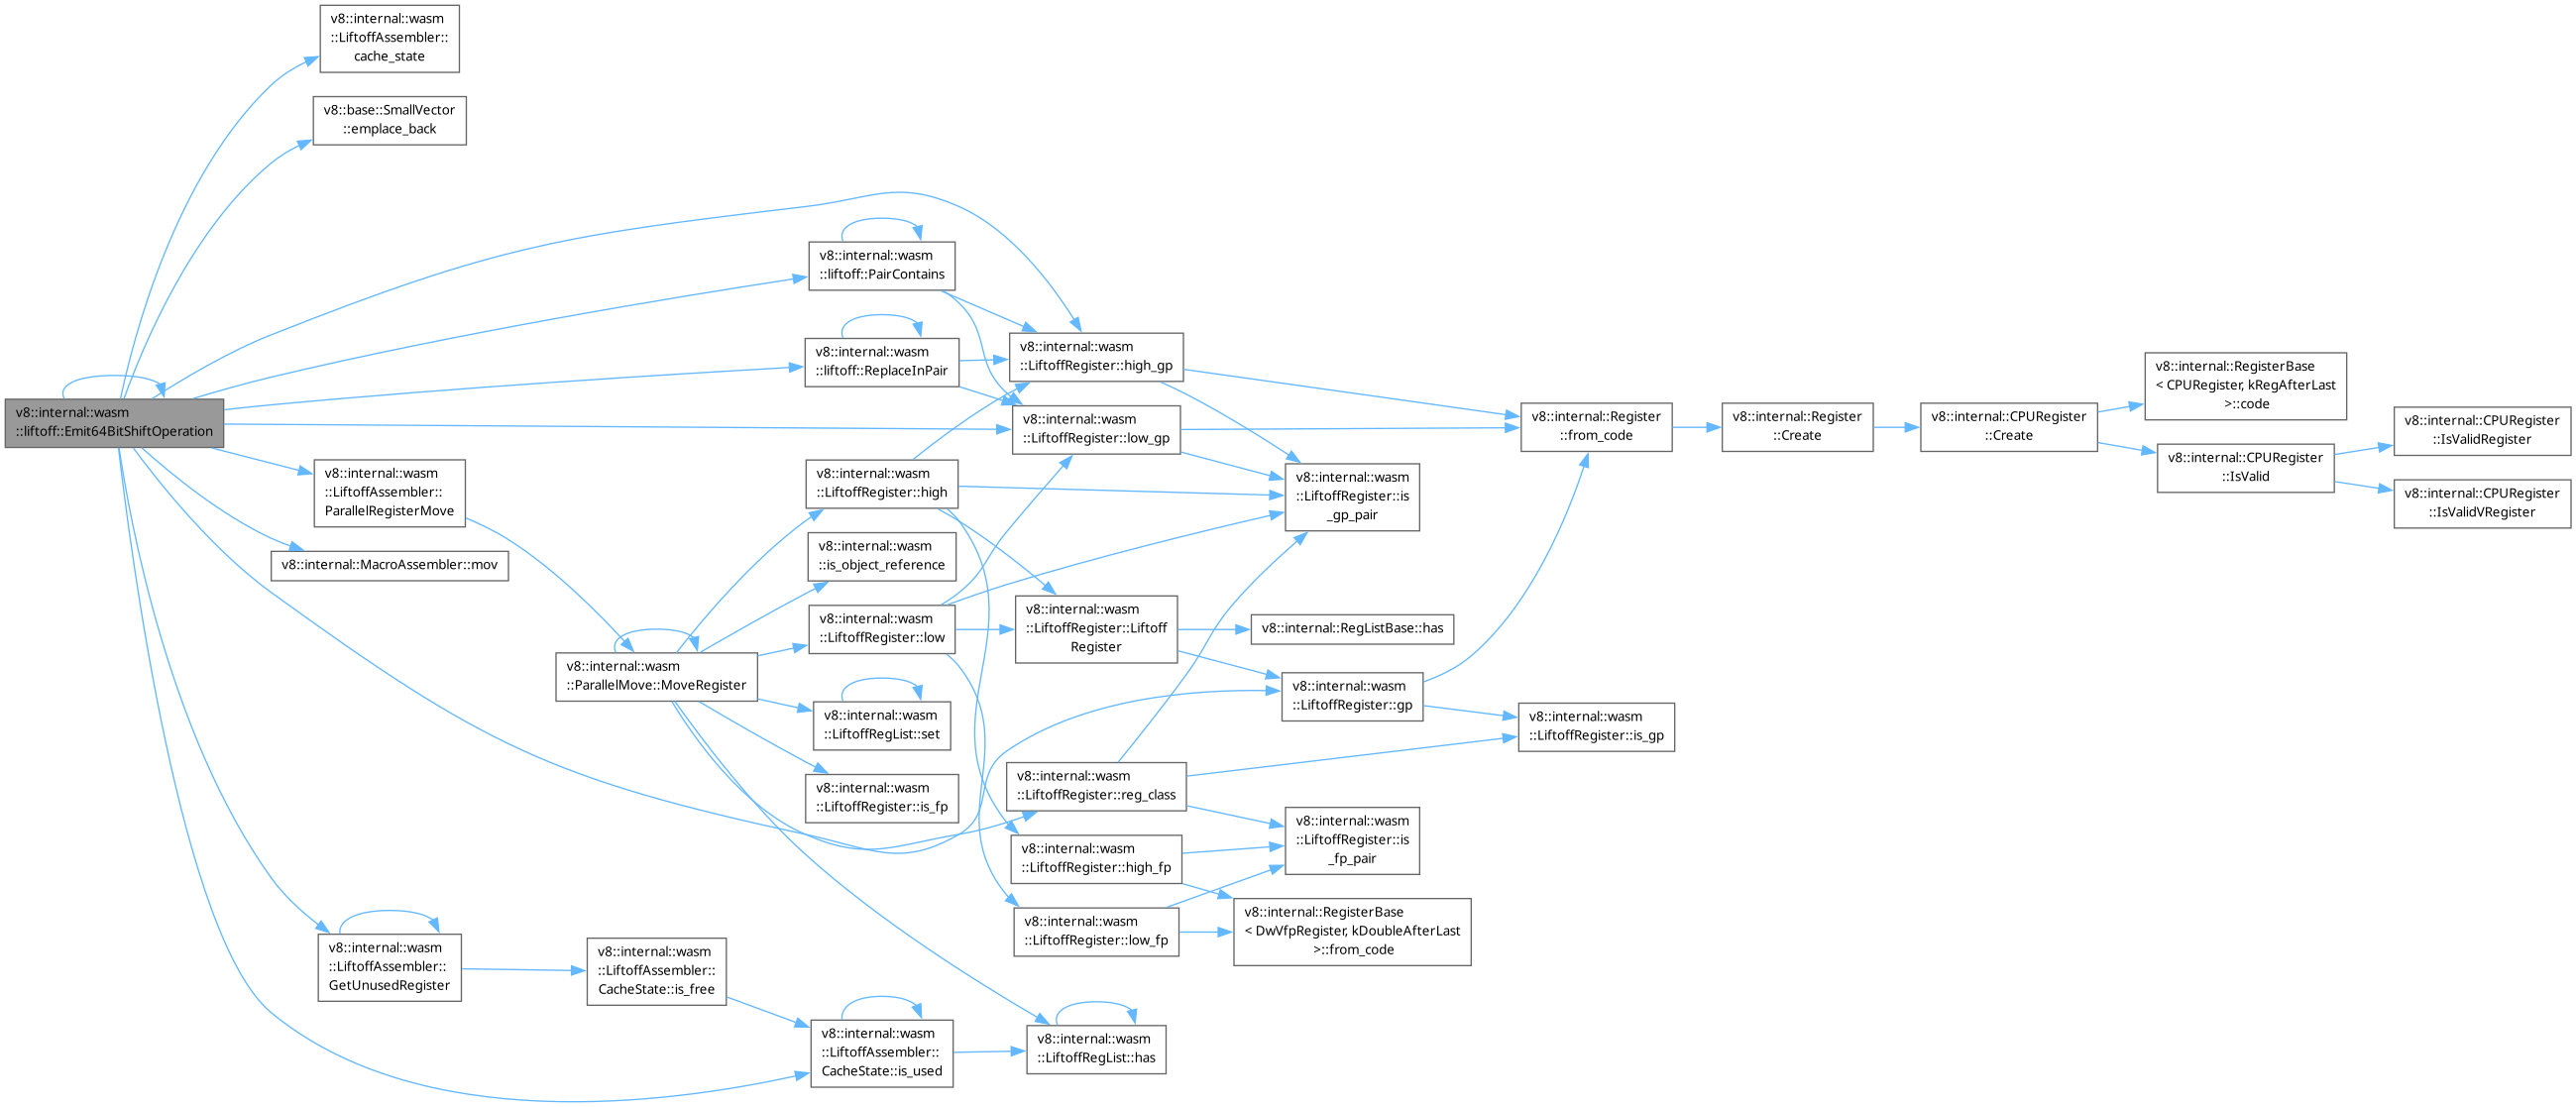 v8::internal::wasm
::LiftoffAssembler::
cache_state
v8::base::SmallVector
::emplace_back
v8::internal::wasm
::liftoff::PairContains
v8::internal::wasm
::liftoff::ReplaceInPair
v8::internal::wasm
::LiftoffRegister::high_gp
v8::internal::wasm
::liftoff::Emit64BitShiftOperation
v8::internal::wasm
::LiftoffRegister::low_gp
v8::internal::Register
::from_code
v8::internal::Register
::Create
v8::internal::CPURegister
::Create
v8::internal::RegisterBase
< CPURegister, kRegAfterLast
>::code
v8::internal::CPURegister
::IsValid
v8::internal::CPURegister
::IsValidRegister
v8::internal::CPURegister
::IsValidVRegister
v8::internal::wasm
::LiftoffAssembler::
ParallelRegisterMove
v8::internal::MacroAssembler::mov
v8::internal::wasm
::LiftoffRegister::high
v8::internal::wasm
::is_object_reference
v8::internal::wasm
::LiftoffRegister::low
v8::internal::wasm
::LiftoffRegister::is
_gp_pair
v8::internal::wasm
::LiftoffRegister::Liftoff
Register
v8::internal::RegListBase::has
v8::internal::wasm
::ParallelMove::MoveRegister
v8::internal::wasm
::LiftoffRegList::set
v8::internal::wasm
::LiftoffRegister::is_fp
v8::internal::wasm
::LiftoffRegister::gp
v8::internal::wasm
::LiftoffRegister::is_gp
v8::internal::wasm
::LiftoffRegister::reg_class
v8::internal::wasm
::LiftoffRegister::high_fp
v8::internal::wasm
::LiftoffRegister::is
_fp_pair
v8::internal::wasm
::LiftoffRegister::low_fp
v8::internal::RegisterBase
< DwVfpRegister, kDoubleAfterLast
>::from_code
v8::internal::wasm
::LiftoffAssembler::
GetUnusedRegister
v8::internal::wasm
::LiftoffAssembler::
CacheState::is_free
v8::internal::wasm
::LiftoffAssembler::
CacheState::is_used
v8::internal::wasm
::LiftoffRegList::has